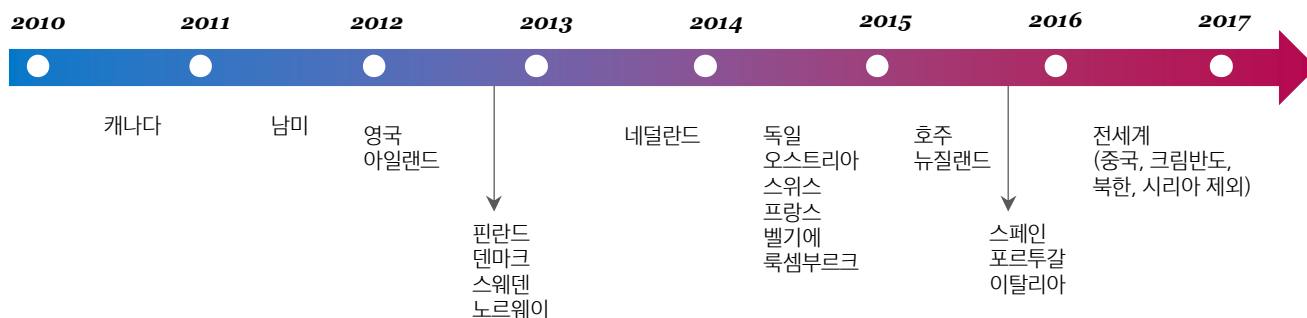 2010
2011
2012
2013
2014
2015
2016
2017
캐나다
남미
영국
아일랜드
핀란드
덴마크
스웨덴
노르웨이
네덜란드
독일
오스트리아
스위스
프랑스
벨기에
룩셈부르크
호주
뉴질랜드
스페인
포르투갈
이탈리아
전세계
(중국, 크림반도,
북한, 시리아 제외)